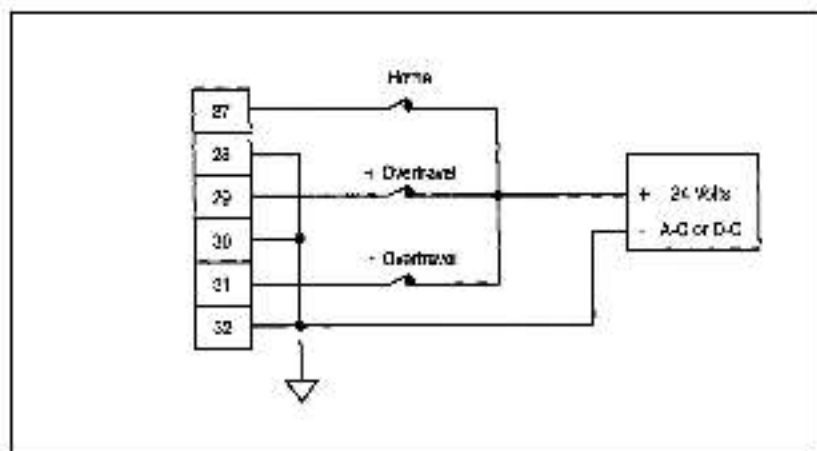 Home
27
28
+ Overtravel
29
+ 24 Volts
30
- A-C or D-C
- Overtravel
31
32